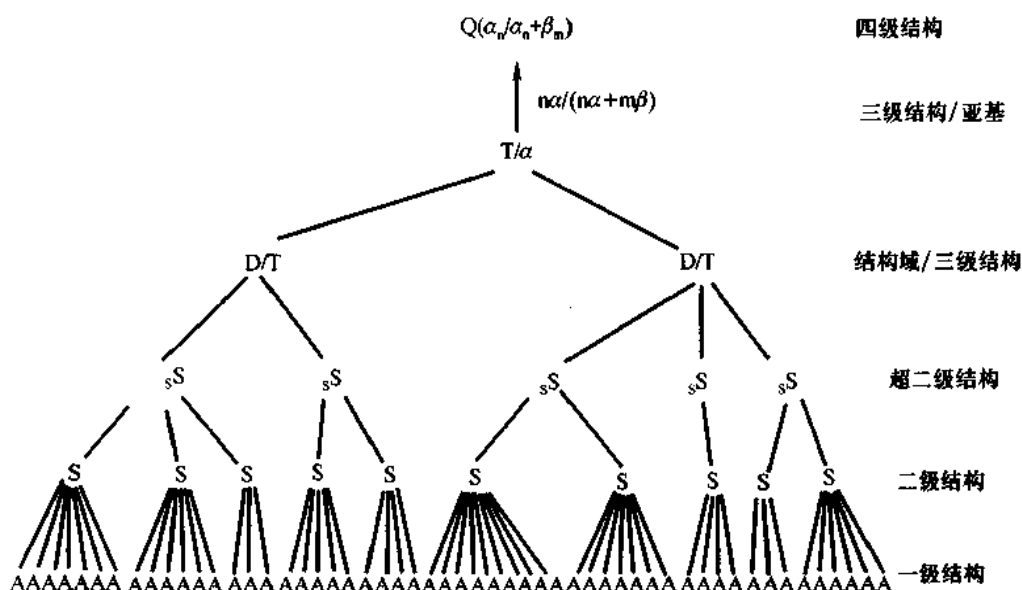 Q(αₙ/αₙ+βₘ) 四级结构
nα/(nα+mβ) 三级结构/亚基
T/α
D/T D/T 结构域/三级结构
sS sS sS sS sS 超二级结构
S S S S S S S S S S 二级结构
AAAAAAA AAAAAA AAA AAAAA AAAA AAAAAAAAA AAAAAAA AAAA AAA AAAAAA 一级结构